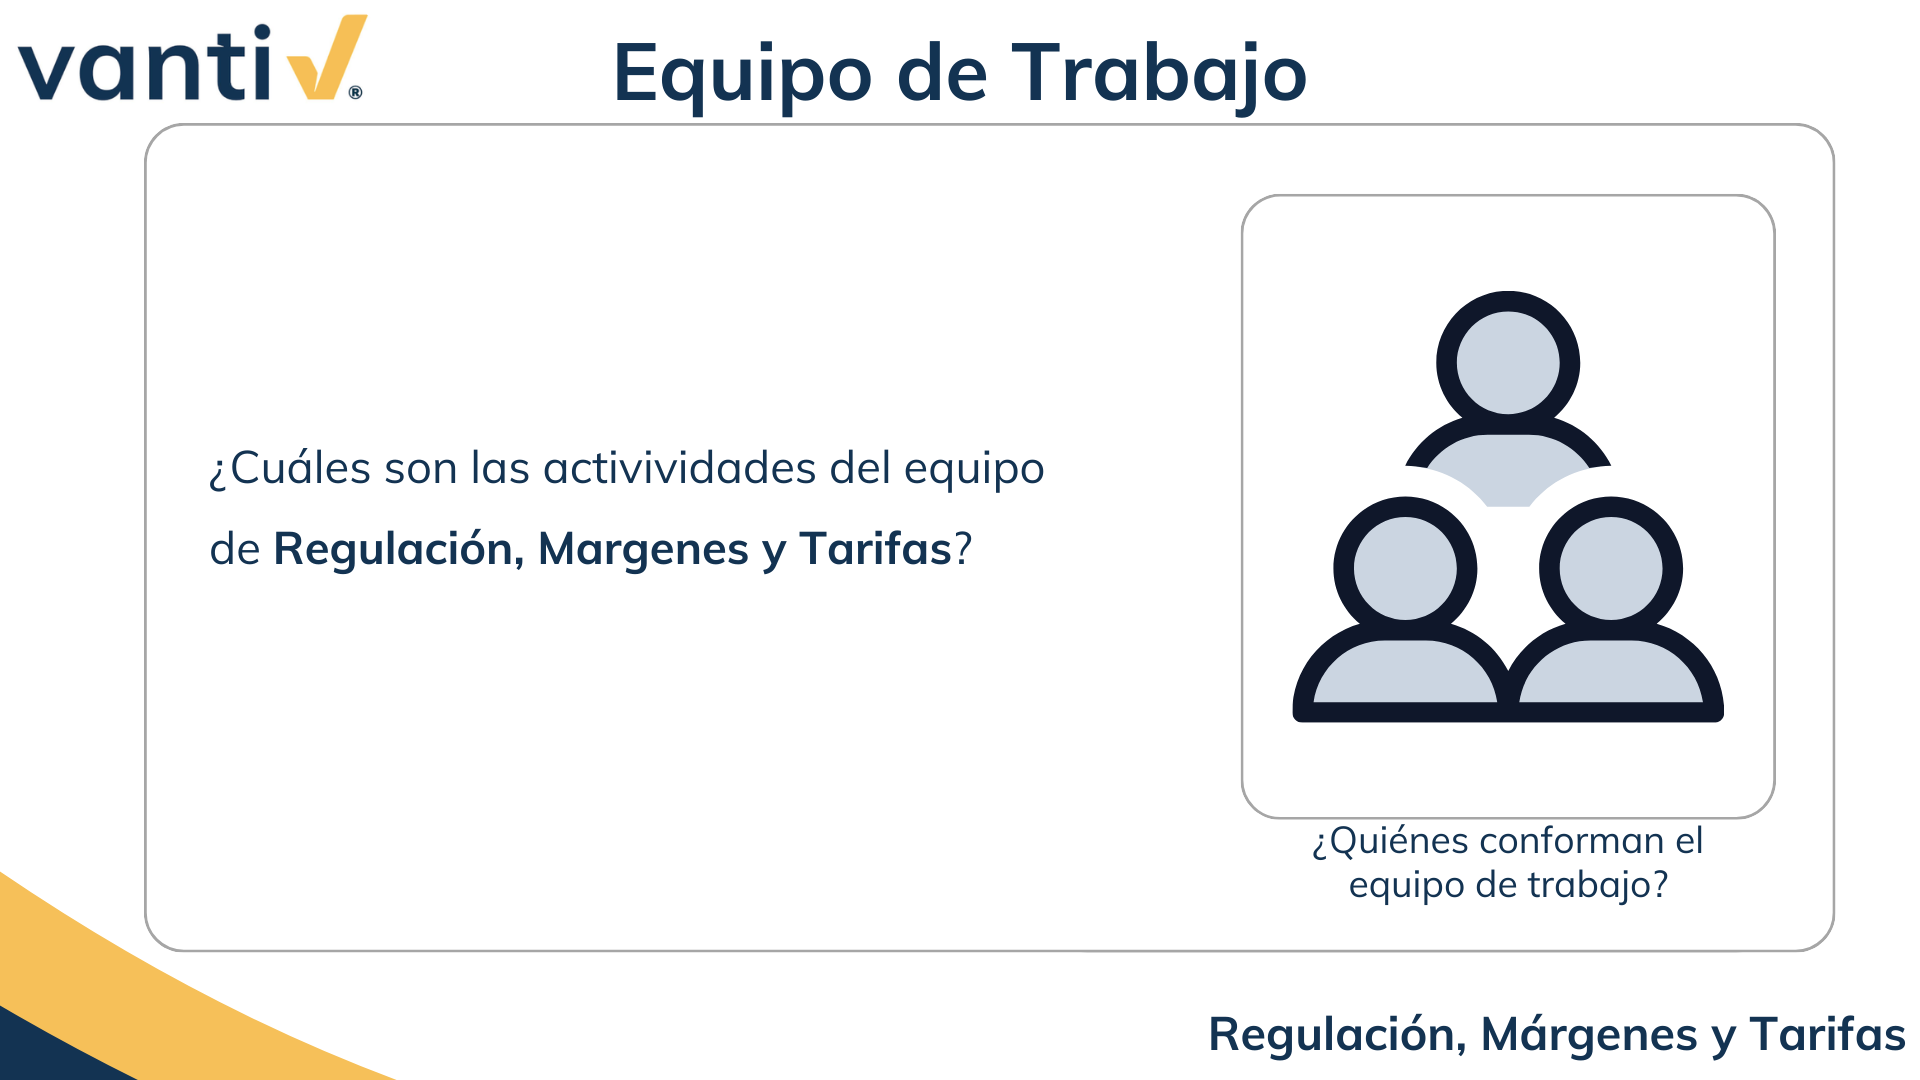 vanti ®
Equipo de Trabajo
¿Cuáles son las activividades del equipo
de Regulación, Margenes y Tarifas?
¿Quiénes conforman el
equipo de trabajo?
Regulación, Márgenes y Tarifas